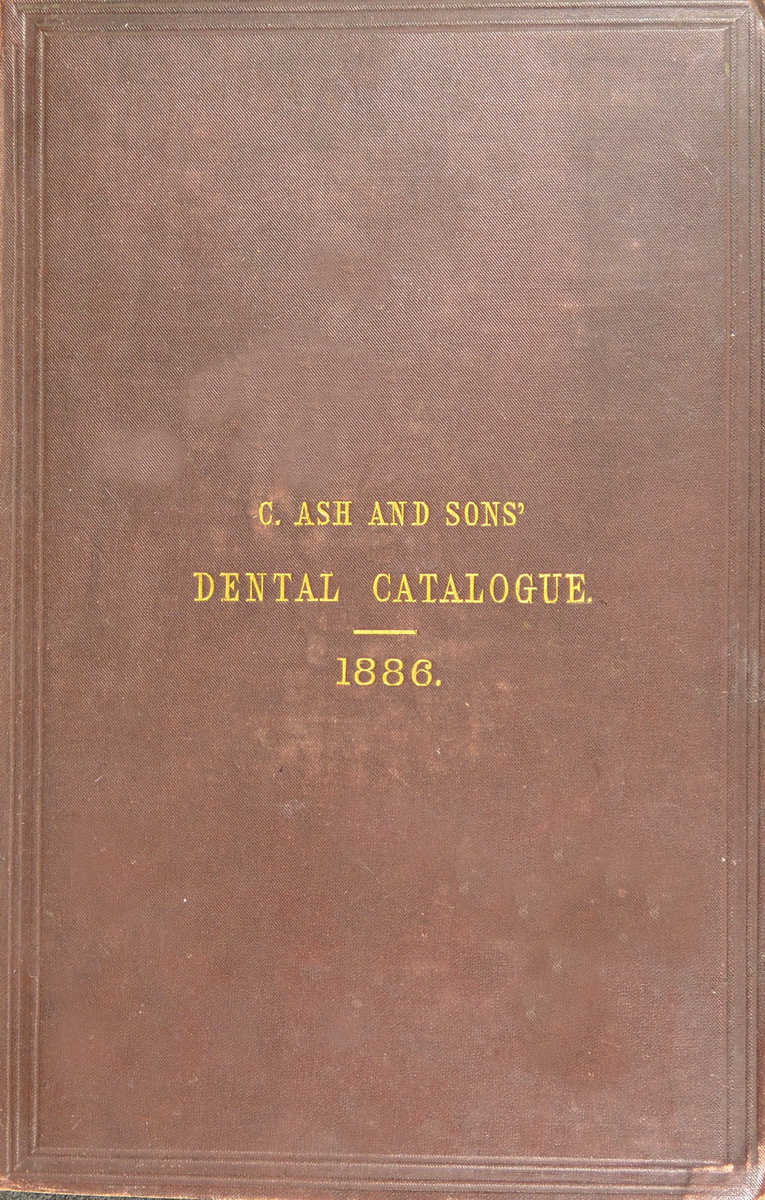 C. ASH AND SONS’
DENTAL CATALOGUE.
1886.